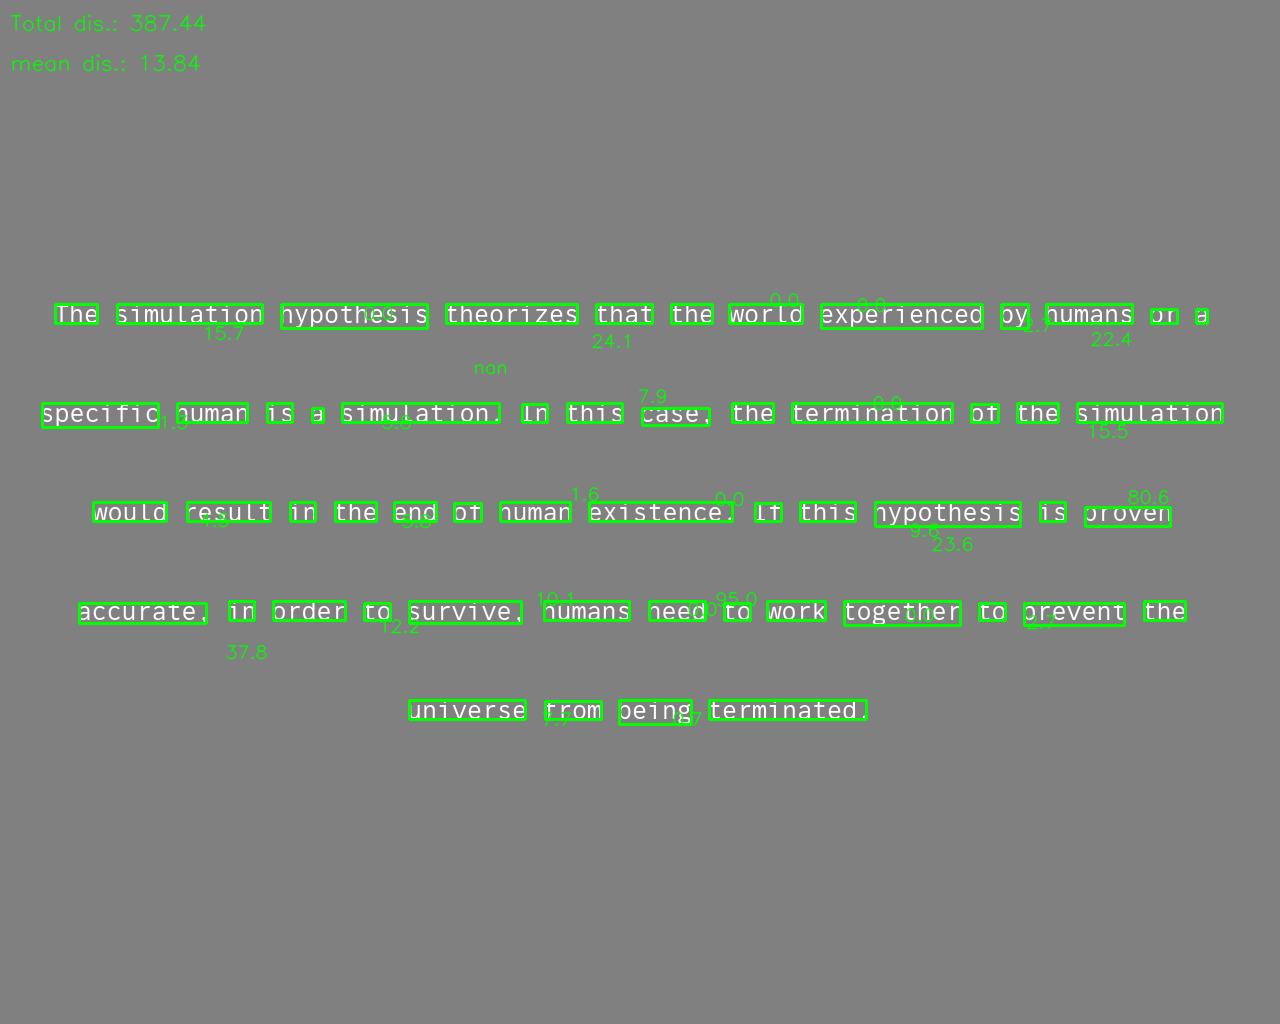 Total dis.: 387.44
mean dis.: 13.84
0.0 0.0
The simulation hypothesis theorizes that the world experienced by humans or a
15.7 24.1 22.4
nan
7.9 0.0
specific human is a simulation. In this case, the termination of the simulation
15.5
1.6 0.0 80.6
would result in the end of human existence. If this hypothesis is proven
9.6 23.6
10.1 95.0
accurate, in order to survive, humans need to work together to prevent the
12.2
37.8
universe from being terminated.